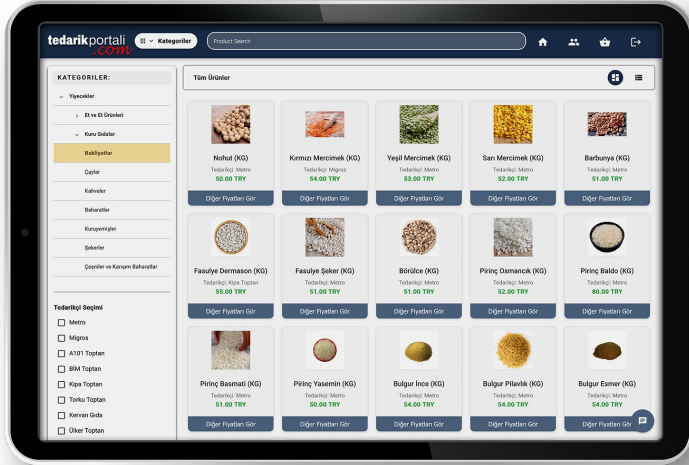 tedarikportali
.com
Kategoriler
Product Search
KATEGORILER:
Yiyecekler
Et ve Et Ürünleri
Kuru Gıdalar
Bakliyatlar
Çaylar
Kahveler
Baharatlar
Kuruyemişler
Şekerler
Çeşniler ve Karışım Baharatlar
Tedarikçi Seçimi
Metro
Migros
A101 Toptan
BİM Toptan
Kipa Toptan
Torku Toptan
Kervan Gıda
Ülker Toptan
Tüm Ürünler
Nohut (KG)
Tedarikçi: Metro
50.00 TRY
Diğer Fiyatları Gör
Kırmızı Mercimek (KG)
Tedarikçi: Migros
54.00 TRY
Diğer Fiyatları Gör
Yeşil Mercimek (KG)
Tedarikçi: Metro
53.00 TRY
Diğer Fiyatları Gör
Sarı Mercimek (KG)
Tedarikçi: Metro
52.00 TRY
Diğer Fiyatları Gör
Barbunya (KG)
Tedarikçi: Metro
51.00 TRY
Diğer Fiyatları Gör
Fasulye Dermason (KG)
Tedarikçi: Kipa Toptan
55.00 TRY
Diğer Fiyatları Gör
Fasulye Şeker (KG)
Tedarikçi: Metro
51.00 TRY
Diğer Fiyatları Gör
Börülce (KG)
Tedarikçi: Metro
51.00 TRY
Diğer Fiyatları Gör
Pirinç Osmancık (KG)
Tedarikçi: Metro
52.00 TRY
Diğer Fiyatları Gör
Pirinç Baldo (KG)
Tedarikçi: Metro
80.00 TRY
Diğer Fiyatları Gör
Pirinç Basmati (KG)
Tedarikçi: Metro
51.00 TRY
Diğer Fiyatları Gör
Pirinç Yasemin (KG)
Tedarikçi: Metro
50.00 TRY
Diğer Fiyatları Gör
Bulgur İnce (KG)
Tedarikçi: Metro
54.00 TRY
Diğer Fiyatları Gör
Bulgur Pilavlık (KG)
Tedarikçi: Metro
54.00 TRY
Diğer Fiyatları Gör
Bulgur Esmer (KG)
Tedarikçi: Metro
54.00 TRY
Diğer Fiyatları Gör